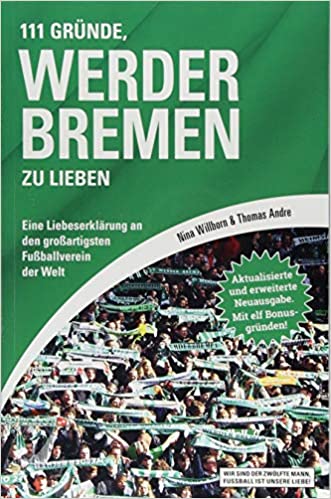 111 GRÜNDE,
WERDER
BREMEN
ZU LIEBEN
Eine Liebeserklärung an
den großartigsten
Fußballverein
der Welt
Nina Willborn & Thomas Andre
Aktualisierte
und erweiterte
Neuausgabe.
Mit elf Bonus-
gründen!
WIR SIND DER ZWÖLFTE MANN,
FUSSBALL IST UNSERE LIEBE!